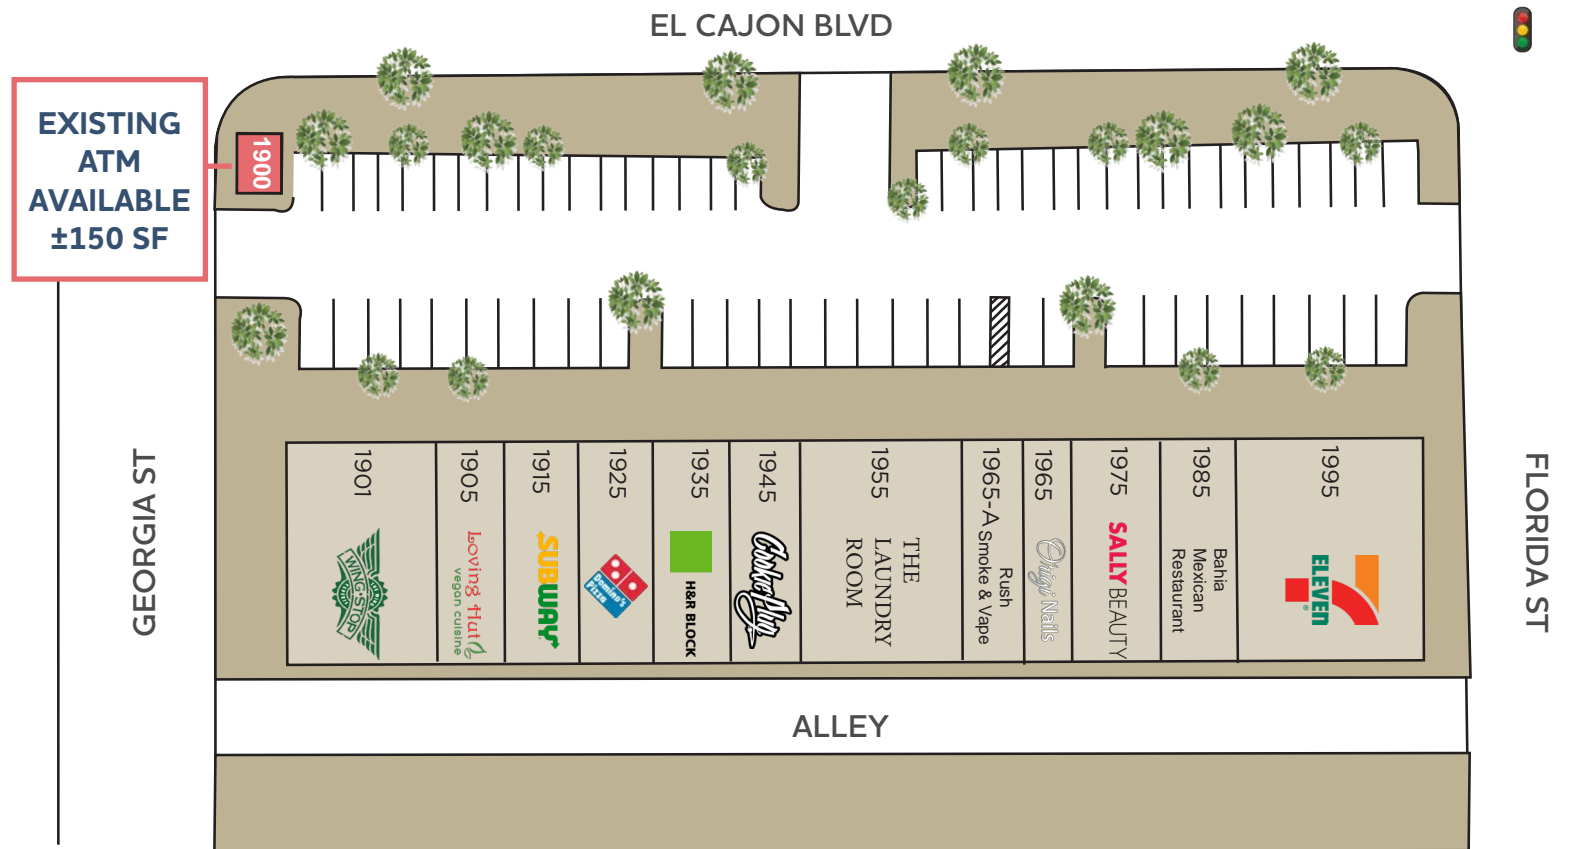 EL CAJON BLVD
EXISTING
ATM
AVAILABLE
±150 SF
1900
GEORGIA ST
FLORIDA ST
1901
WING·STOP
1905
Loving Hut
vegan cuisine
1915
SUBWAY
1925
Domino's
Pizza
1935
H&R BLOCK
1945
CookiePlug
1955
THE
LAUNDRY
ROOM
1965-A
Rush
Smoke & Vape
1965
Chigi Nails
1975
SALLY BEAUTY
1985
Bahia
Mexican
Restaurant
1995
7
ELEVEN
®
ALLEY